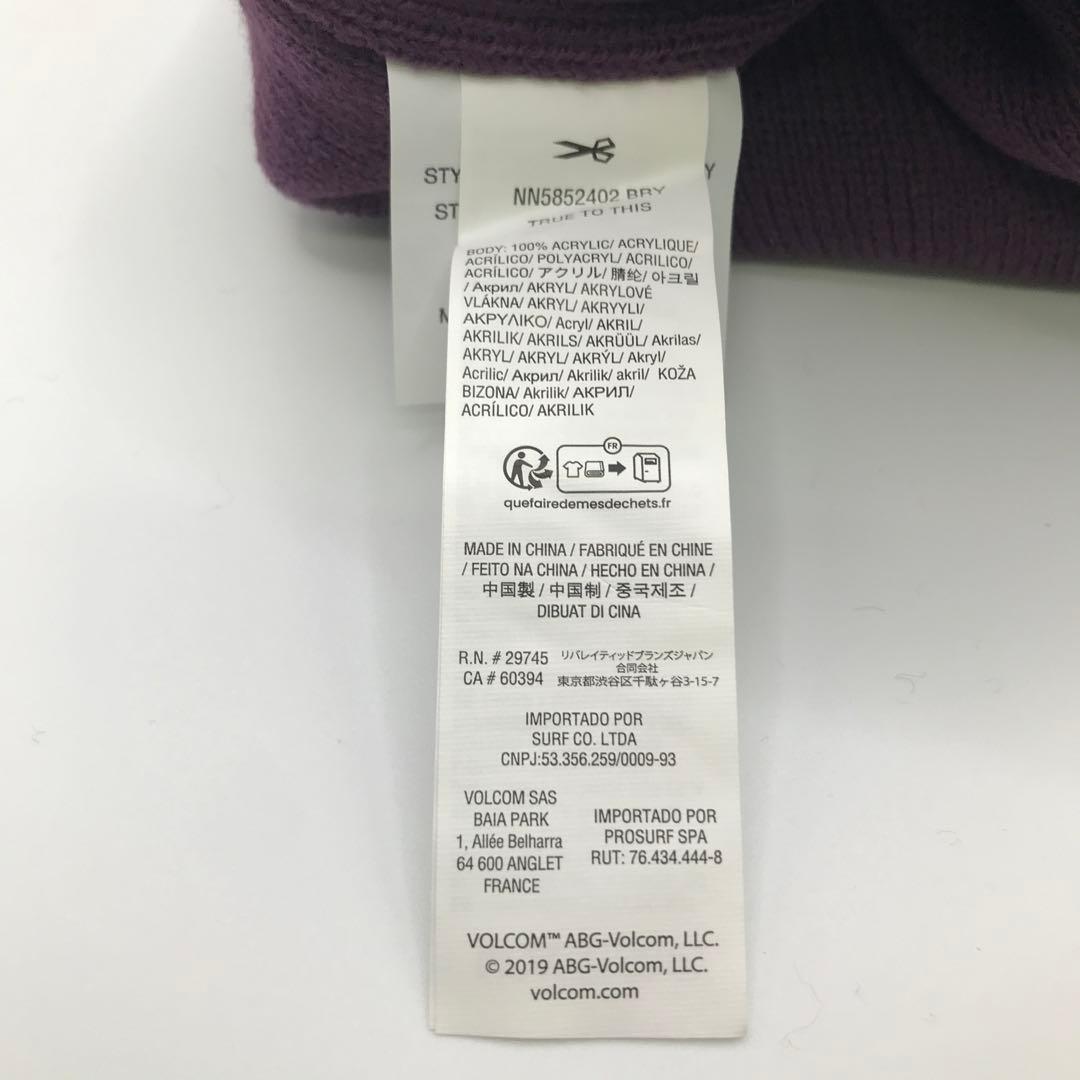 STY
Y
ST
NN5852402 BRY
TRUE TO THIS
BODY: 100% ACRYLIC/ ACRYLIQUE/
ACRÍLICO/ POLYACRYL/ ACRILICO/
ACRÍLICO/ アクリル/ 腈纶/ 아크릴
/ Акрил/ AKRYL/ AKRYLOVÉ
VLÁKNA/ AKRYL/ AKRYYLI/
ΑΚΡΥΛΙΚΟ/ Acryl/ AKRIL/
AKRILIK/ AKRILS/ AKRÜÜL/ Akrilas/
AKRYL/ AKRYL/ AKRÝL/ Akryl/
Acrilic/ Акрил/ Akrilik/ akril/ KOŽA
BIZONA/ Akrilik/ АКРИЛ/
ACRÍLICO/ AKRILIK
FR
quefairedemesdechets.fr
MADE IN CHINA / FABRIQUÉ EN CHINE
/ FEITO NA CHINA / HECHO EN CHINA /
中国製 / 中国制 / 중국제조 /
DIBUAT DI CINA
R.N. # 29745
CA # 60394
リバレイティッドブランズジャパン
合同会社
東京都渋谷区千駄ヶ谷3-15-7
IMPORTADO POR
SURF CO. LTDA
CNPJ:53.356.259/0009-93
VOLCOM SAS
BAIA PARK
1, Allée Belharra
64 600 ANGLET
FRANCE
IMPORTADO POR
PROSURF SPA
RUT: 76.434.444-8
VOLCOM™ ABG-Volcom, LLC.
© 2019 ABG-Volcom, LLC.
volcom.com